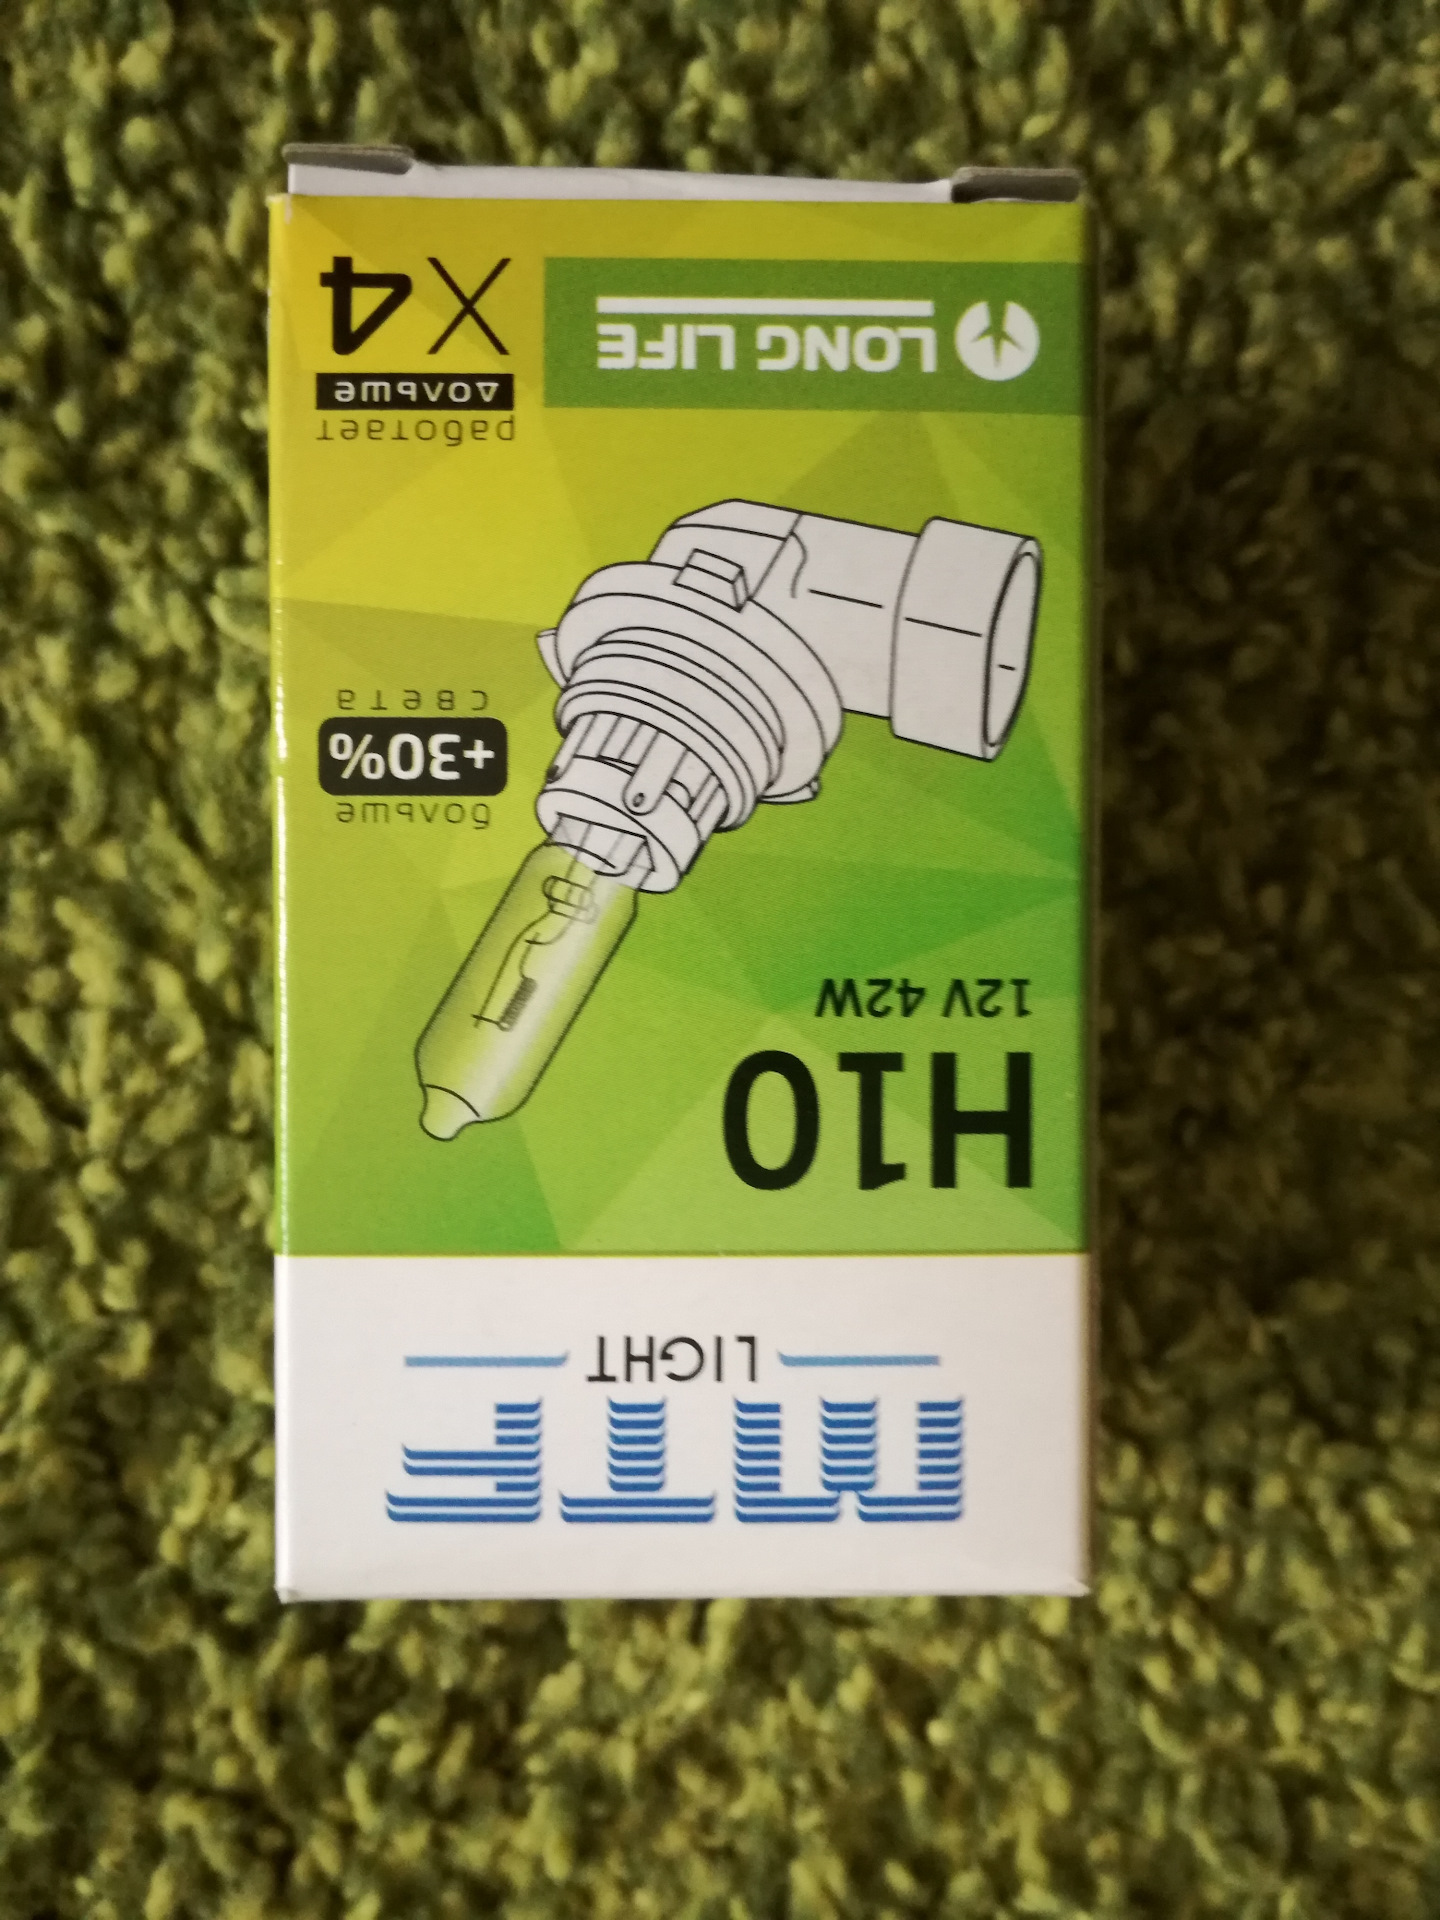 MTF
LIGHT
H10
12V 42W
больше
+30%
света
LONG LIFE
работает
дольше
X4